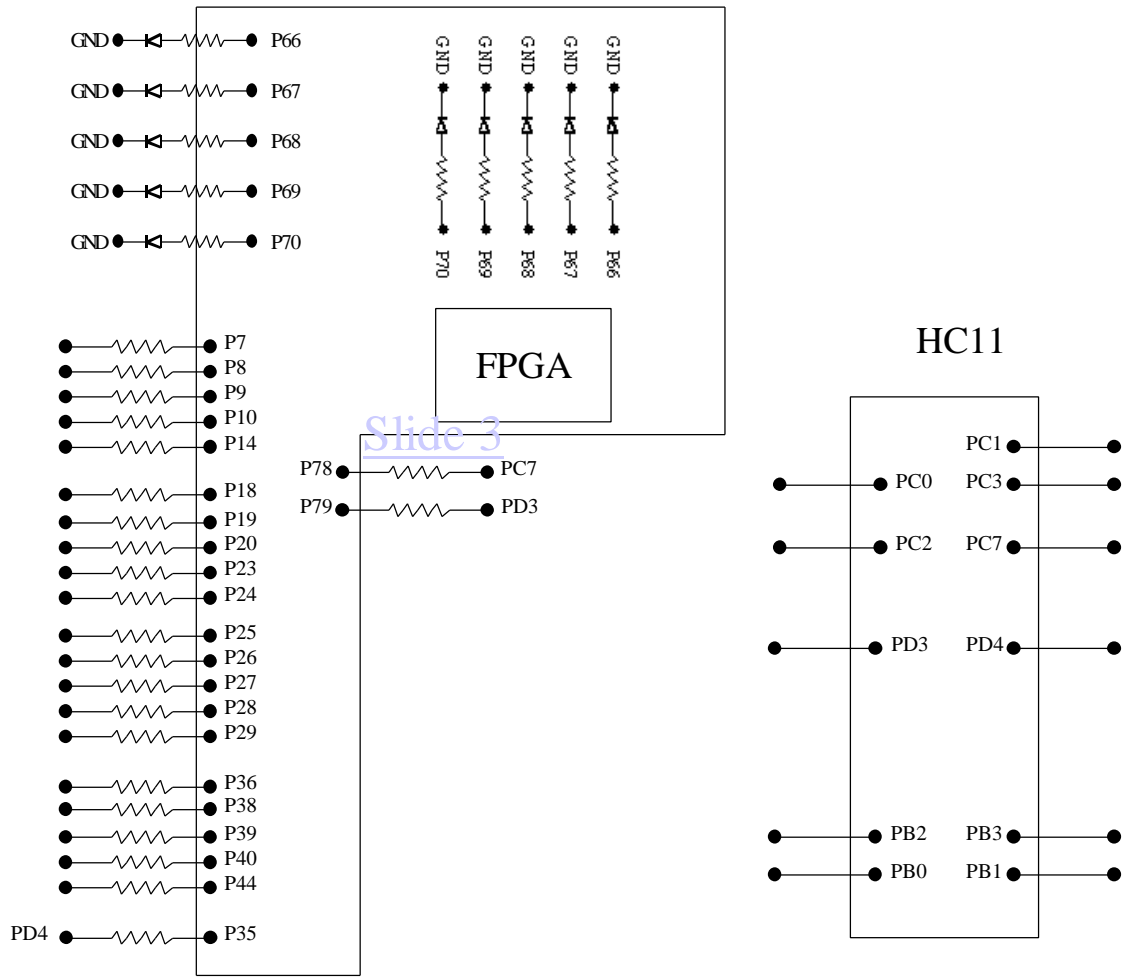 GND P66
GND P67
GND P68
GND P69
GND P70
GND GND GND GND GND
P70 P69 P68 P67 P66
FPGA
Slide 3
P7
P8
P9
P10
P14
P18
P19
P20
P23
P24
P25
P26
P27
P28
P29
P36
P38
P39
P40
P44
PD4 P35
P78 PC7
P79 PD3
HC11
PC1
PC0 PC3
PC2 PC7
PD3 PD4
PB2 PB3
PB0 PB1